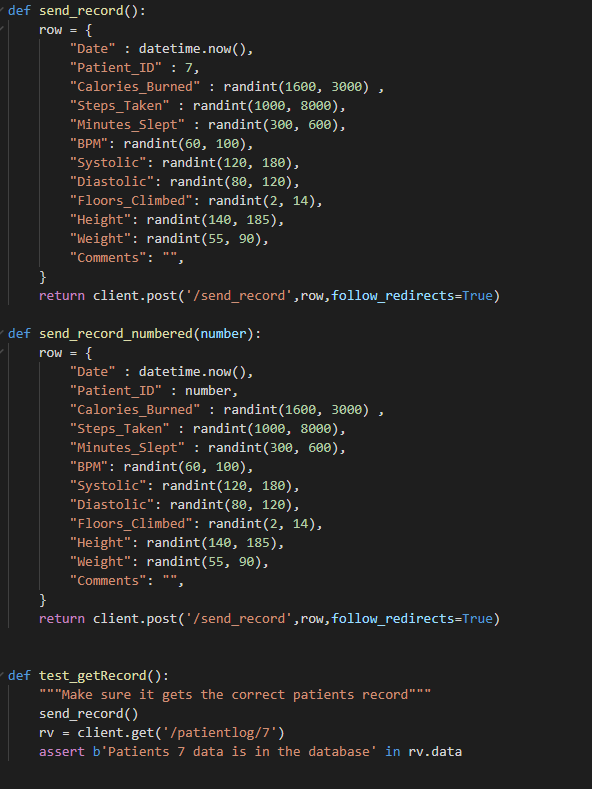 def send_record():
    row = {
        "Date" : datetime.now(),
        "Patient_ID" : 7,
        "Calories_Burned" : randint(1600, 3000) ,
        "Steps_Taken" : randint(1000, 8000),
        "Minutes_Slept" : randint(300, 600),
        "BPM": randint(60, 100),
        "Systolic": randint(120, 180),
        "Diastolic": randint(80, 120),
        "Floors_Climbed": randint(2, 14),
        "Height": randint(140, 185),
        "Weight": randint(55, 90),
        "Comments": "",
    }
    return client.post('/send_record',row,follow_redirects=True)
def send_record_numbered(number):
    row = {
        "Date" : datetime.now(),
        "Patient_ID" : number,
        "Calories_Burned" : randint(1600, 3000) ,
        "Steps_Taken" : randint(1000, 8000),
        "Minutes_Slept" : randint(300, 600),
        "BPM": randint(60, 100),
        "Systolic": randint(120, 180),
        "Diastolic": randint(80, 120),
        "Floors_Climbed": randint(2, 14),
        "Height": randint(140, 185),
        "Weight": randint(55, 90),
        "Comments": "",
    }
    return client.post('/send_record',row,follow_redirects=True)
def test_getRecord():
    """Make sure it gets the correct patients record"""
    send_record()
    rv = client.get('/patientlog/7')
    assert b'Patients 7 data is in the database' in rv.data